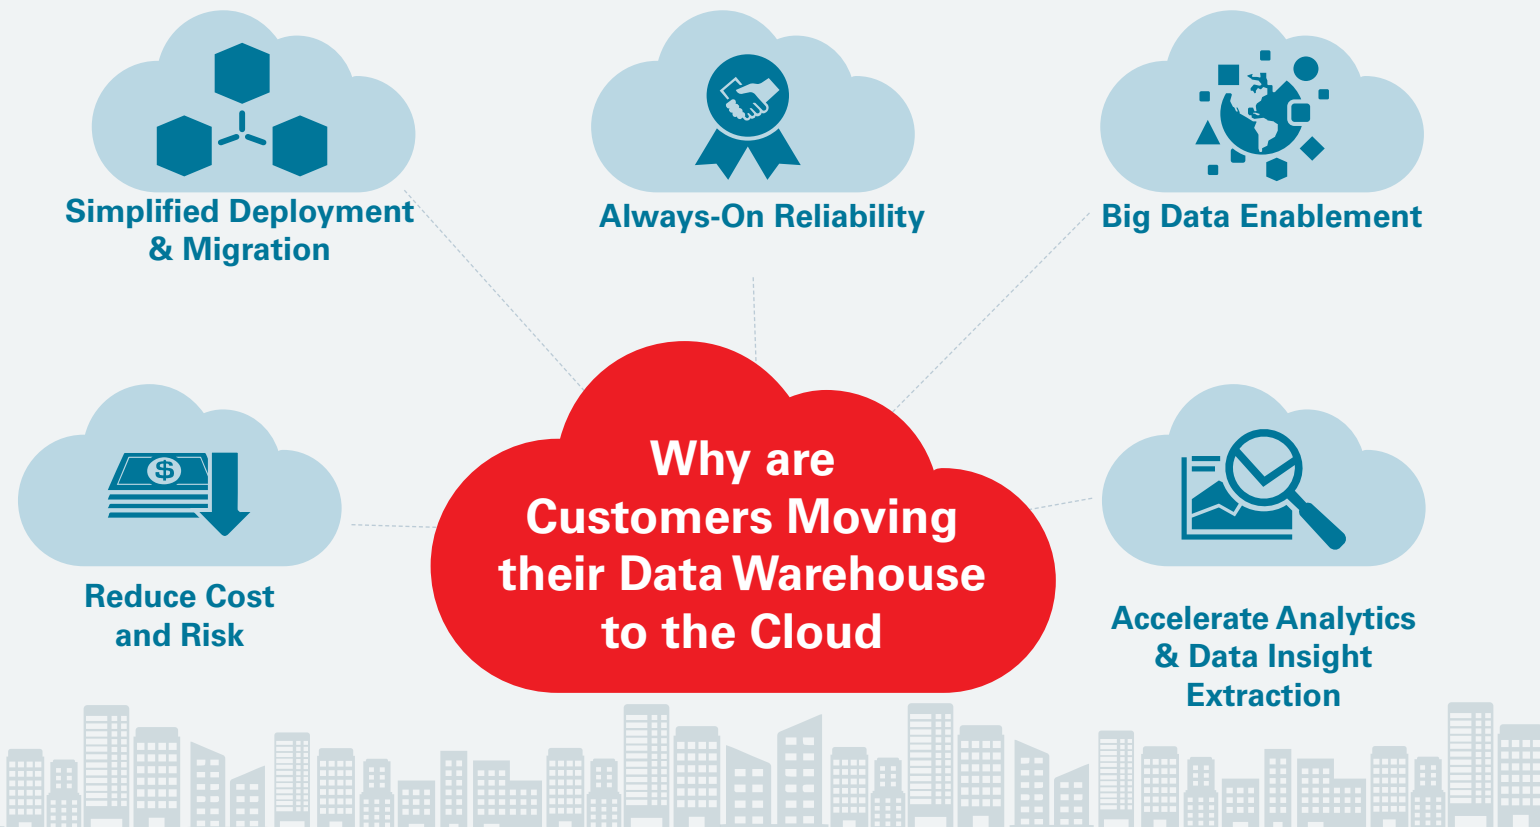 Simplified Deployment
& Migration
Always-On Reliability
Big Data Enablement
$
Reduce Cost
and Risk
Why are
Customers Moving
their Data Warehouse
to the Cloud
Accelerate Analytics
& Data Insight
Extraction